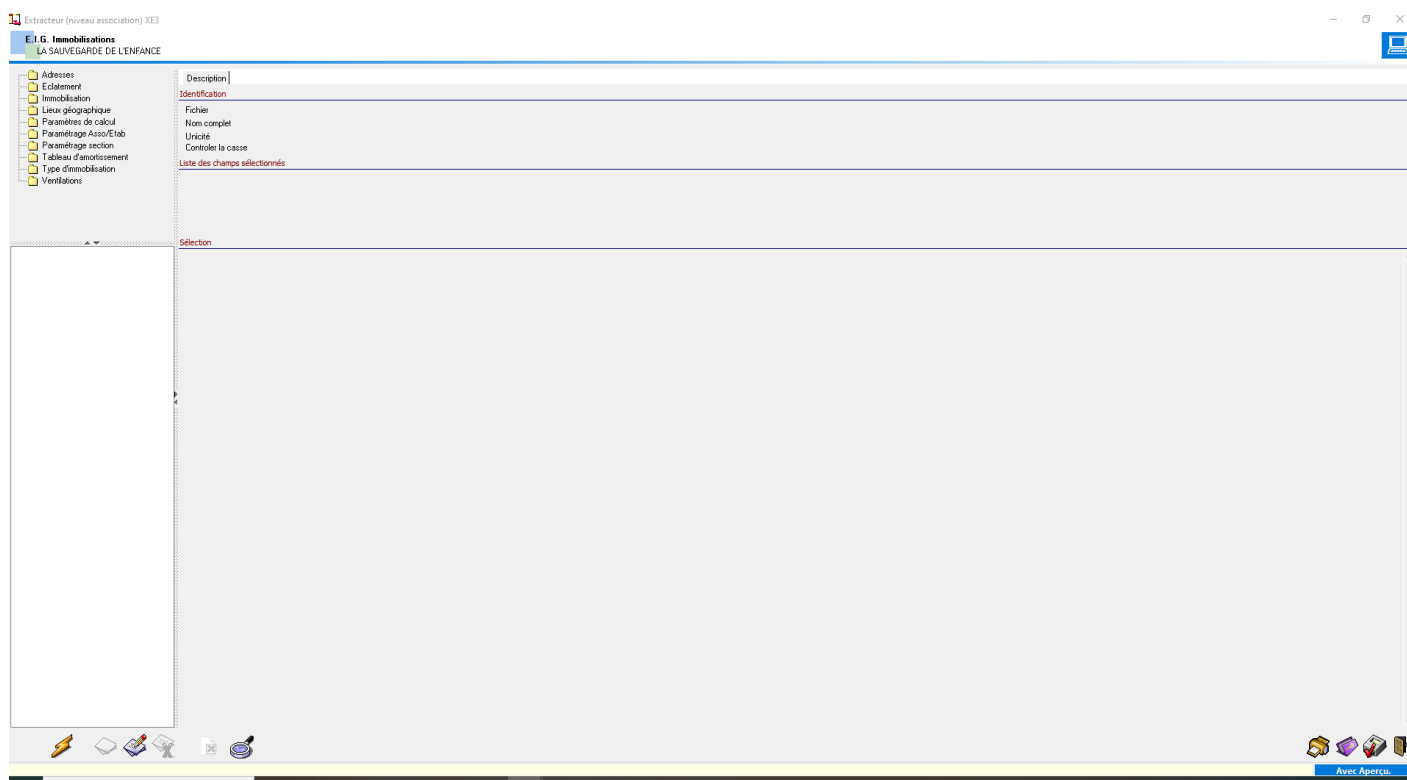 Extracteur (niveau association) XE3
E.I.G. Immobilisations
LA SAUVEGARDE DE L'ENFANCE
Adresses
Eclatement
Immobilisation
Lieux géographique
Paramètres de calcul
Paramétrage Asso/Etab
Paramétrage section
Tableau d'amortissement
Type d'immobilisation
Ventilations
Description
Identification
Fichier
Nom complet
Unicité
Controler la casse
Liste des champs sélectionnés
Sélection
Avec Aperçu.